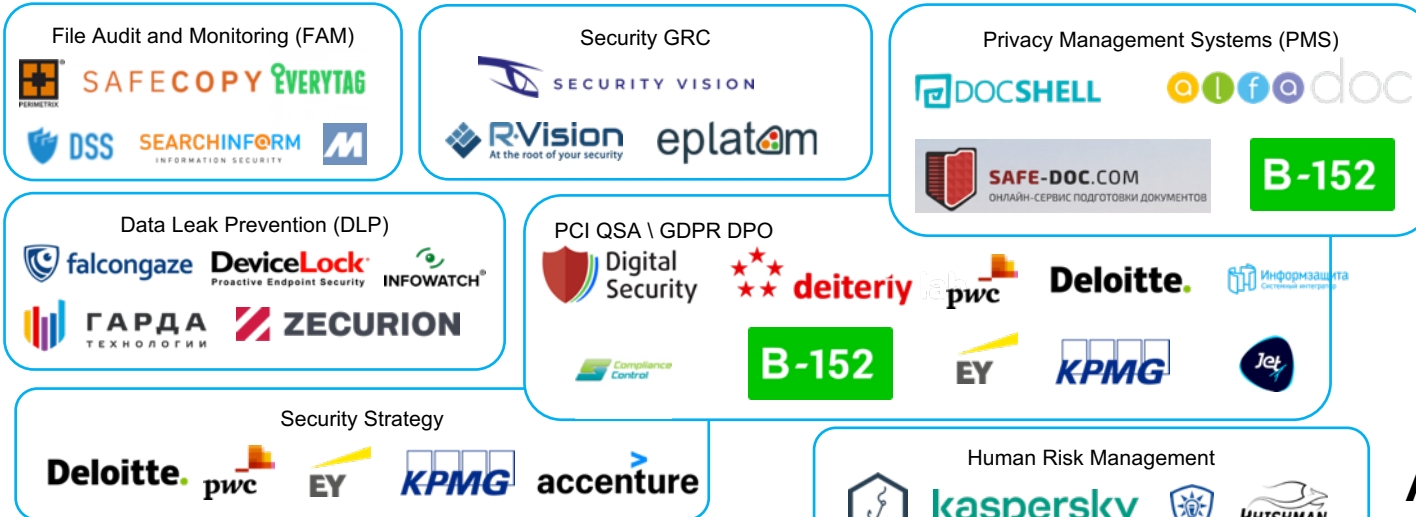 File Audit and Monitoring (FAM)
PERIMETRIX
SAFECOPY
EVERYTAG
DSS
SEARCHINFORM
INFORMATION SECURITY
Security GRC
SECURITY VISION
R·Vision
At the root of your security
eplat4m
Privacy Management Systems (PMS)
DOCSHELL
alfadoc
SAFE-DOC.COM
ОНЛАЙН-СЕРВИС ПОДГОТОВКИ ДОКУМЕНТОВ
B-152
Data Leak Prevention (DLP)
falcongaze
DeviceLock
Proactive Endpoint Security
INFOWATCH®
ГАРДА
ТЕХНОЛОГИИ
ZECURION
PCI QSA \ GDPR DPO
Digital
Security
deiteriy lab
pwc
Deloitte.
Информзащита
Системный интегратор
Compliance
Control
B-152
EY
KPMG
Jet
Security Strategy
Deloitte.
pwc
EY
KPMG
accenture
Human Risk Management
kaspersky